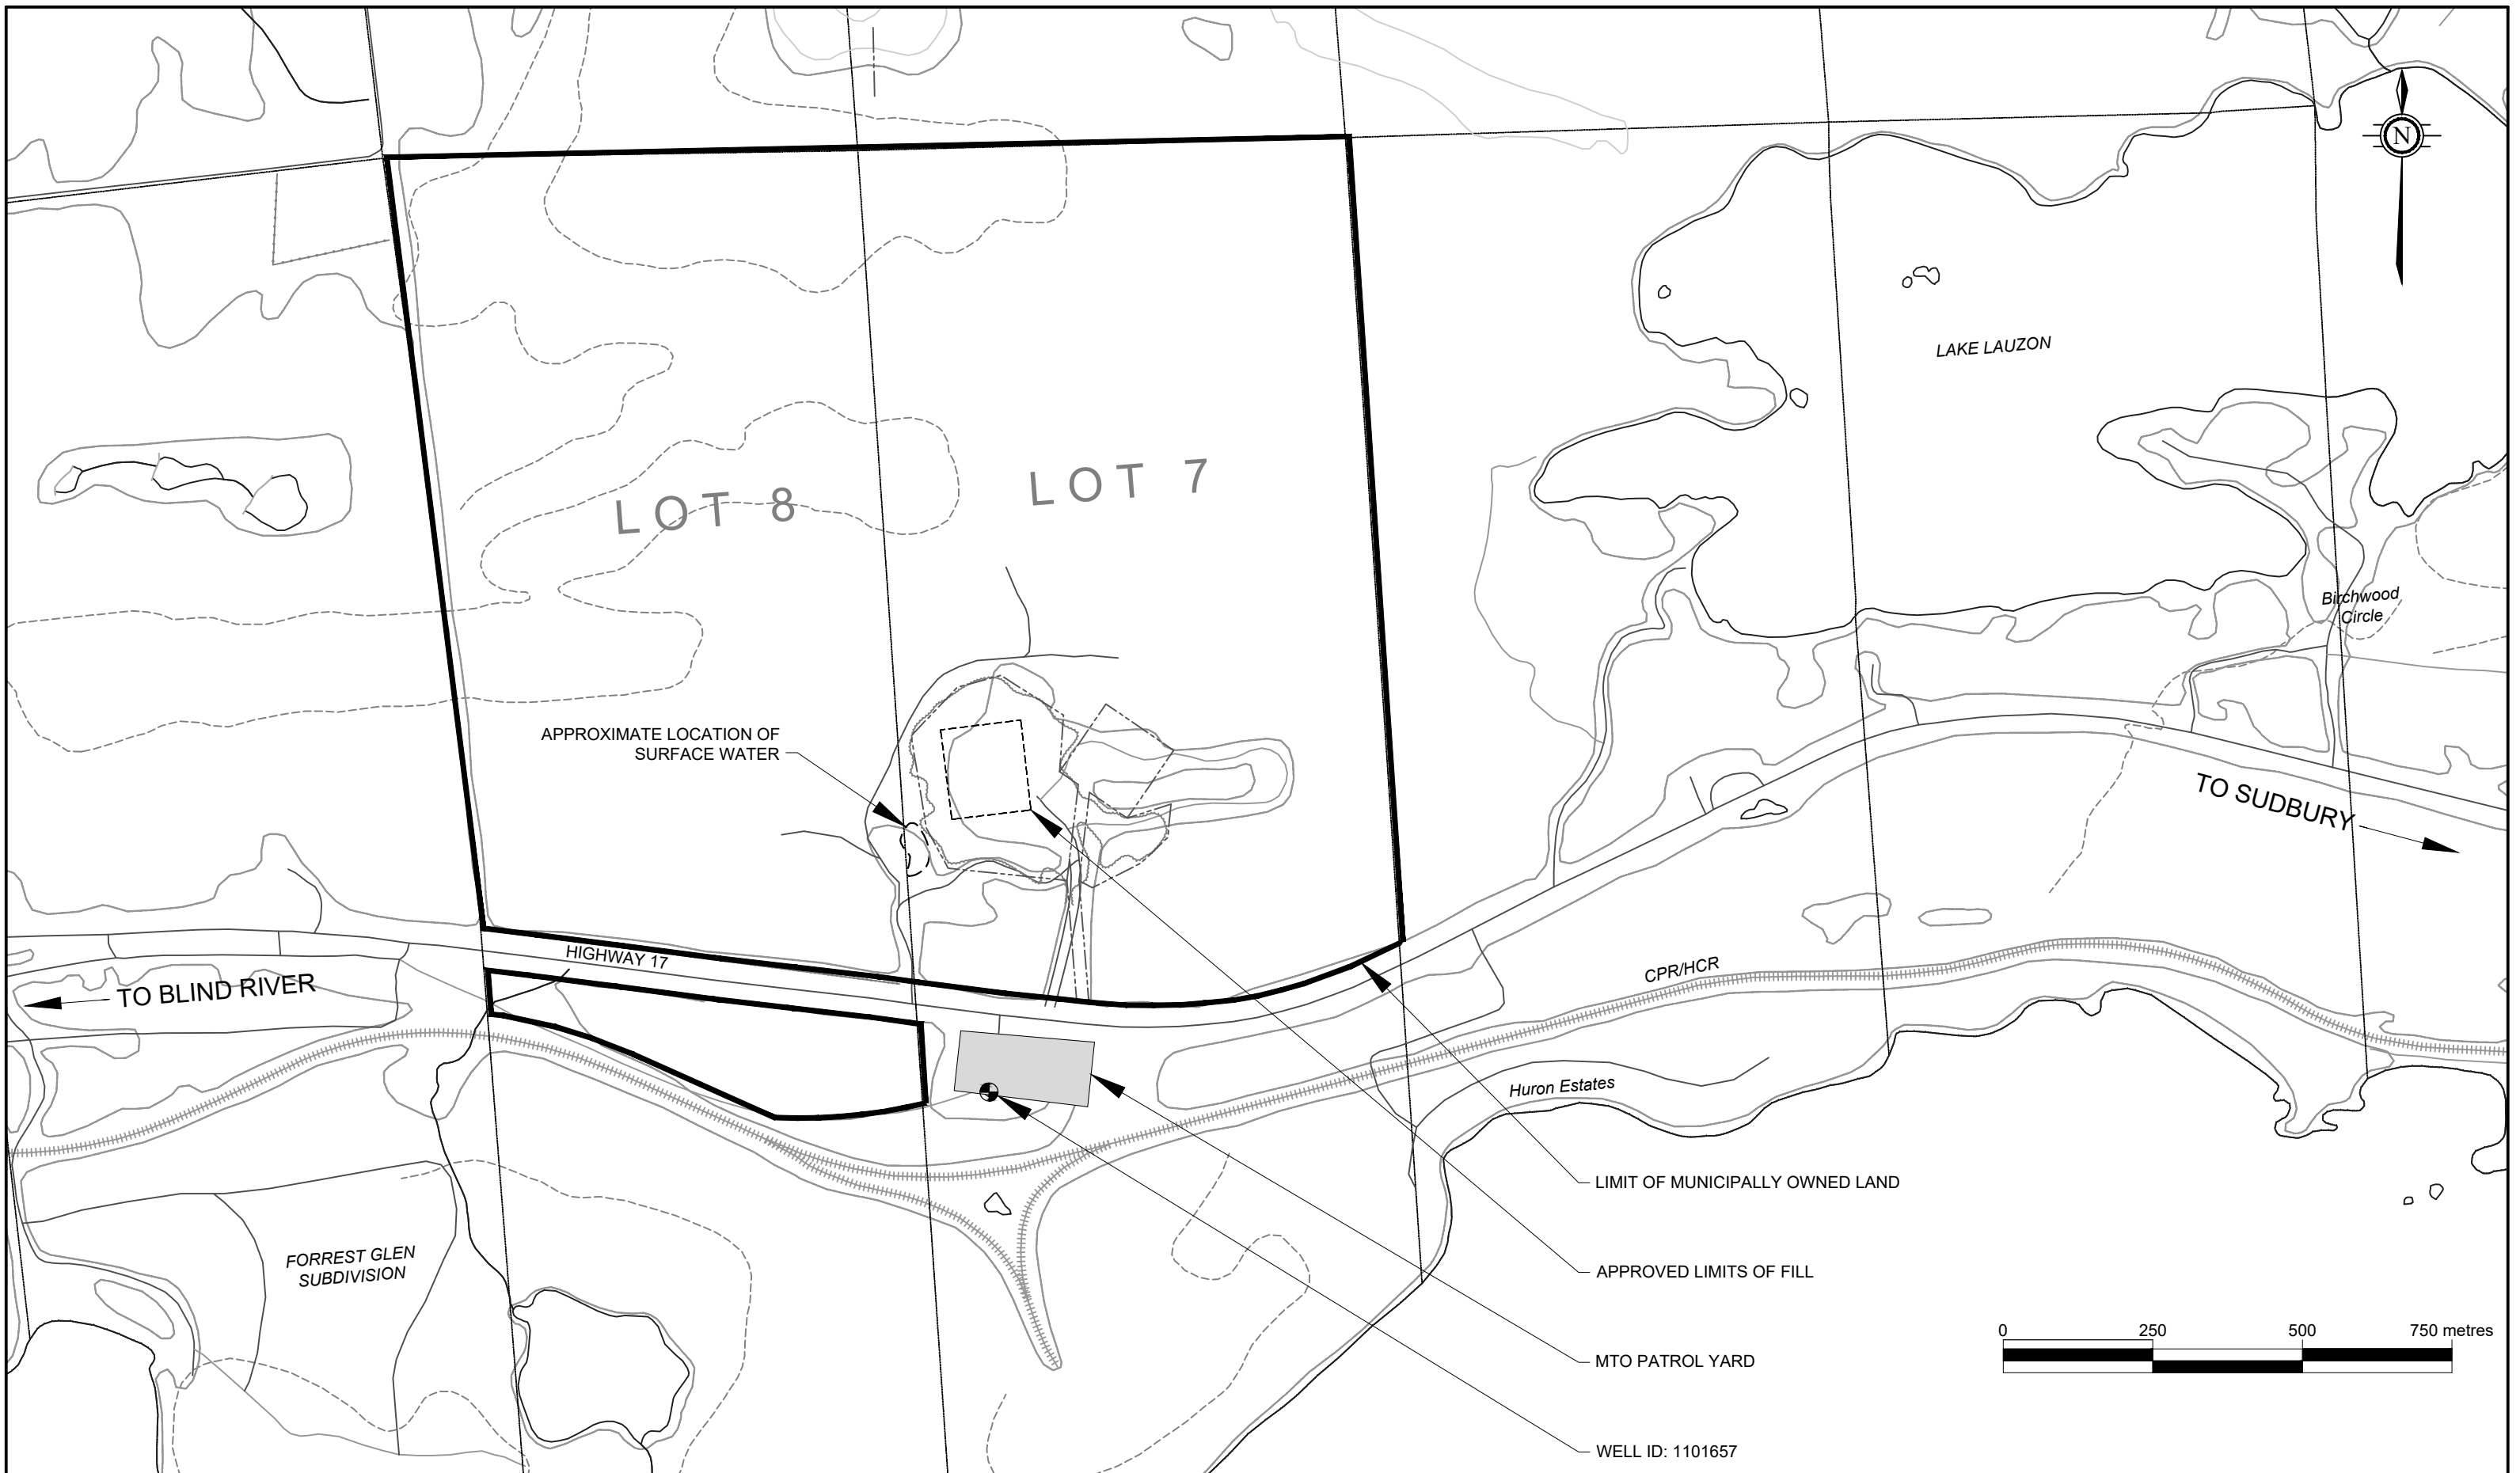 N
LAKE LAUZON
LOT 8
LOT 7
Birchwood
Circle
APPROXIMATE LOCATION OF
SURFACE WATER
TO SUDBURY
HIGHWAY 17
TO BLIND RIVER
CPR/HCR
Huron Estates
LIMIT OF MUNICIPALLY OWNED LAND
FORREST GLEN
SUBDIVISION
APPROVED LIMITS OF FILL
0 250 500 750 metres
MTO PATROL YARD
WELL ID: 1101657